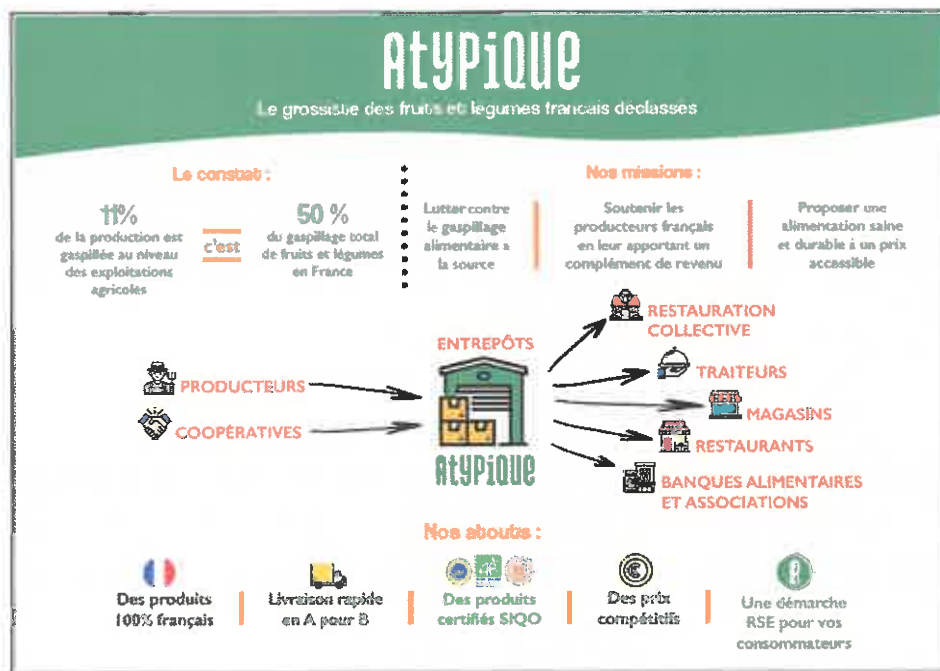 Atypique
Le grossiste des fruits et légumes francais déclassés
Le constat :
11%
de la production est
gaspillée au niveau
des exploitations
agricoles
c'est
50 %
du gaspillage total
de fruits et légumes
en France
Nos missions :
Lutter contre
le gaspillage
alimentaire a
la source
Soutenir les
producteurs français
en leur apportant un
complément de revenu
Proposer une
alimentation saine
et durable à un prix
accessible
PRODUCTEURS
COOPÉRATIVES
ENTREPÔTS
Atypique
RESTAURATION
COLLECTIVE
TRAITEURS
MAGASINS
RESTAURANTS
BANQUES ALIMENTAIRES
ET ASSOCIATIONS
Nos atouts :
Des produits
100% français
Livraison rapide
en A pour B
Des produits
certifiés SIQO
Des prix
compétitifs
Une démarche
RSE pour vos
consommateurs